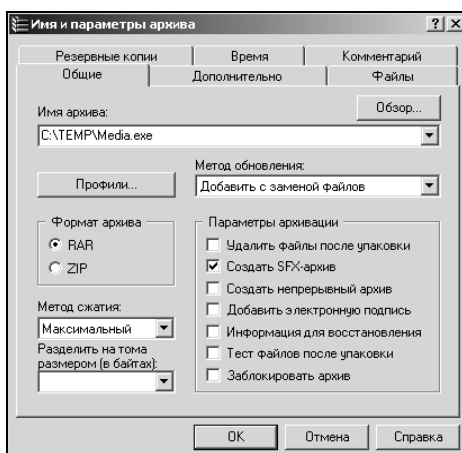 Имя и параметры архива
Резервные копии Время Комментарий
Общие Дополнительно Файлы
Имя архива: Обзор...
C:\TEMP\Media.exe
Метод обновления:
Профили... Добавить с заменой файлов
Формат архива Параметры архивации
RAR Удалить файлы после упаковки
ZIP Создать SFX-архив
Создать непрерывный архив
Метод сжатия: Добавить электронную подпись
Максимальный Информация для восстановления
Разделить на тома Тест файлов после упаковки
размером (в байтах): Заблокировать архив
OK Отмена Справка